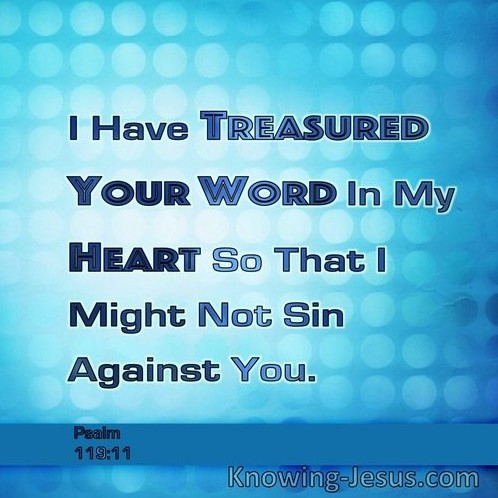 I Have TREASURED
YOUR WORD In My
HEART So That I
Might Not Sin
Against You.
Psalm
119:11
Knowing-Jesus.com